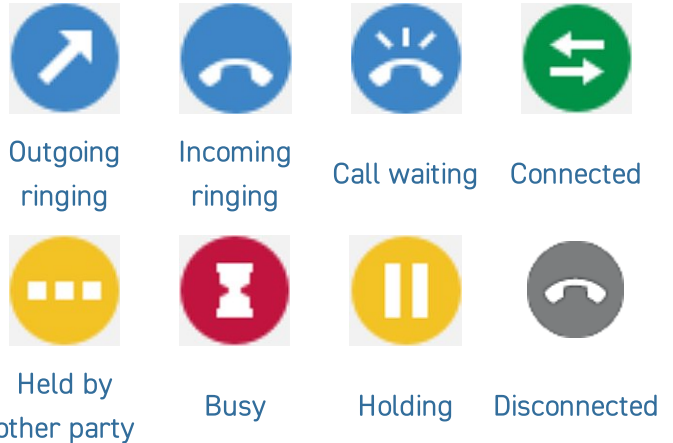 Outgoing
ringing
Incoming
ringing
Call waiting
Connected
Held by
other party
Busy
Holding
Disconnected